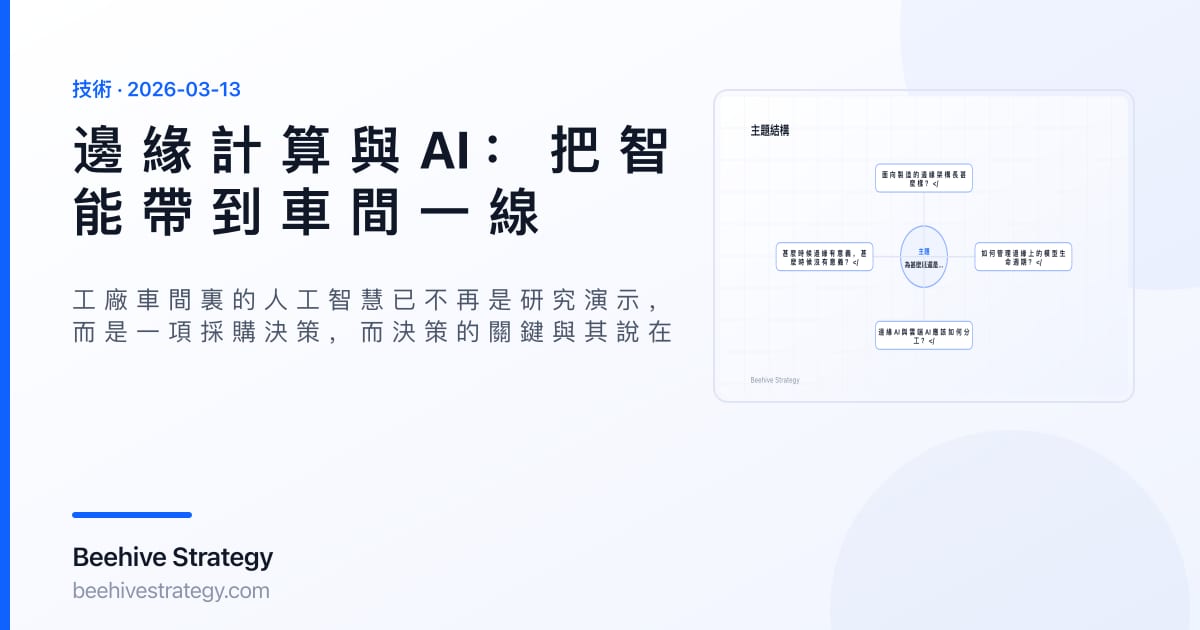 技術 · 2026-03-13
邊緣計算與 AI： 把智
能帶到車間一線
工廠車間裏的人工智慧已不再是研究演示，
而是一項採購決策，而決策的關鍵與其說在
主題結構
面向製造的邊緣架構長甚
麼樣？</
甚麼時候邊緣有意義，甚
麼時候沒有意義？</
主題
為甚麼
如何管理邊緣上的模型生
命週期？</
邊緣AI與雲端AI應該如何分
工？</
Beehive Strategy
Beehive Strategy
beehivestrategy.com